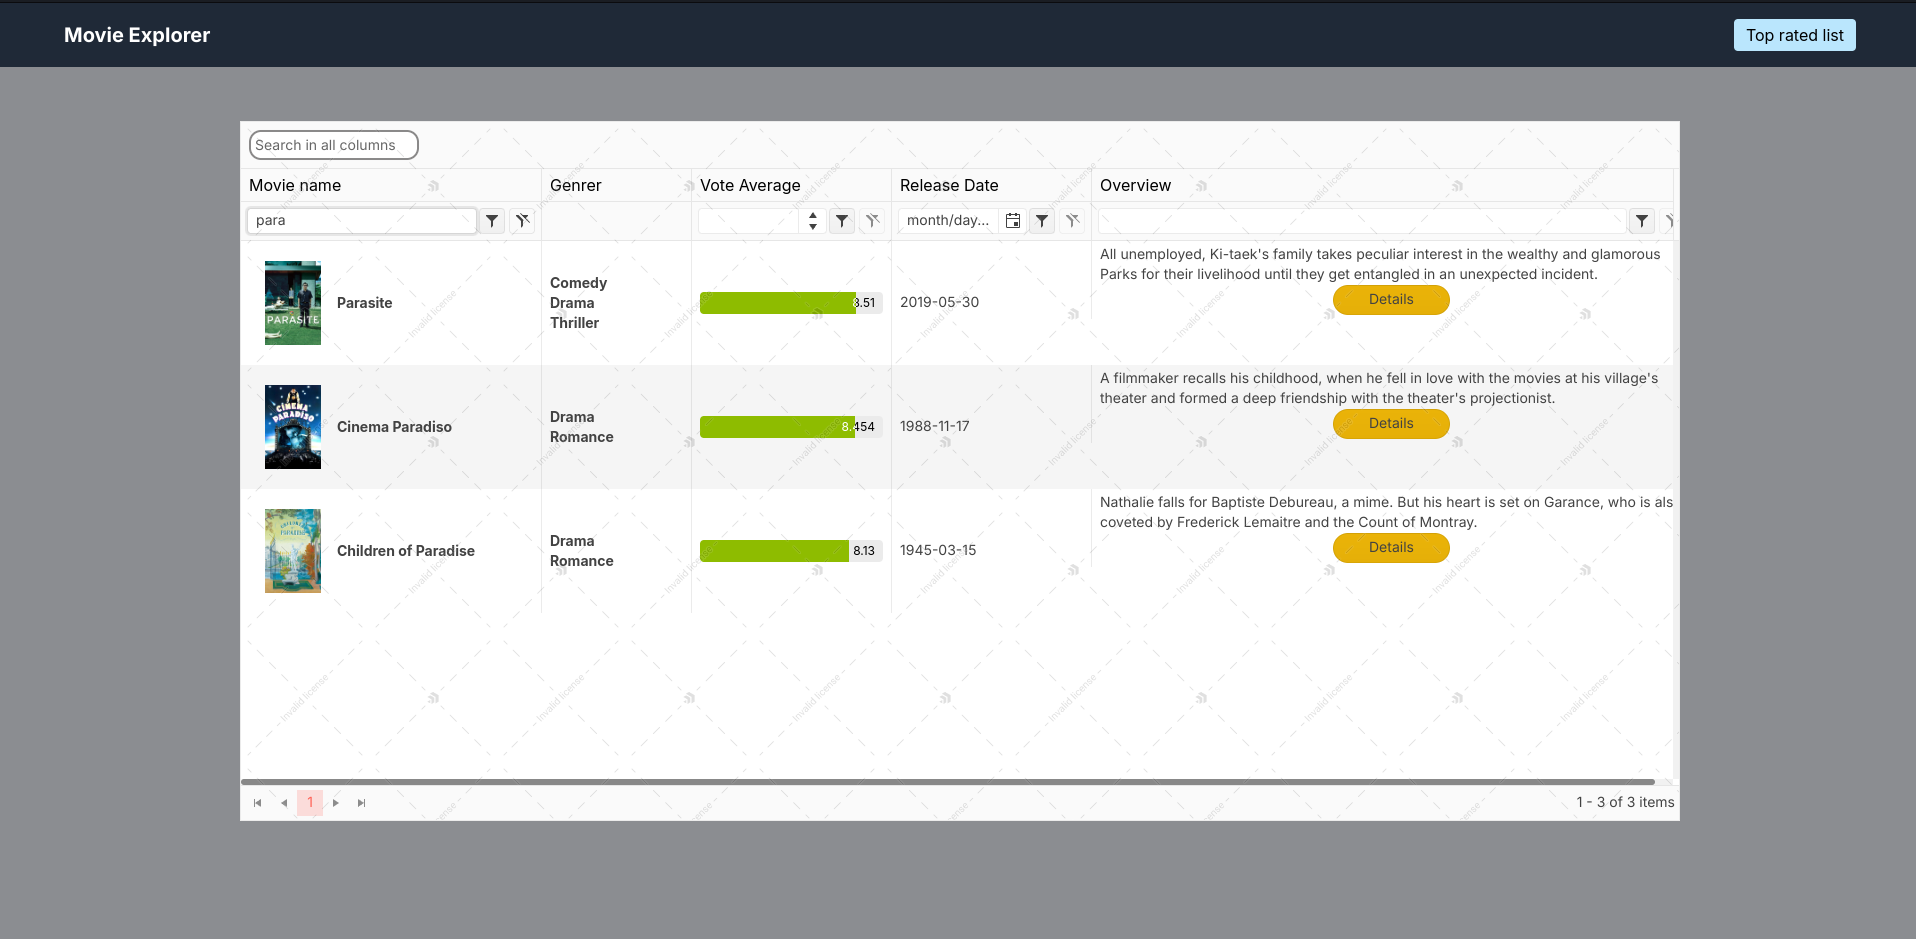 Movie Explorer
Top rated list
Search in all columns
Movie name
Genrer
Vote Average
Release Date
Overview
para
month/day...
PARASITE
Parasite
Comedy
Drama
Thriller
8.51
2019-05-30
All unemployed, Ki-taek's family takes peculiar interest in the wealthy and glamorous
Parks for their livelihood until they get entangled in an unexpected incident.
Details
CINEMA
PARADISO
Cinema Paradiso
Drama
Romance
8.454
1988-11-17
A filmmaker recalls his childhood, when he fell in love with the movies at his village's
theater and formed a deep friendship with the theater's projectionist.
Details
Children of Paradise
Drama
Romance
8.13
1945-03-15
Nathalie falls for Baptiste Debureau, a mime. But his heart is set on Garance, who is als
coveted by Frederick Lemaitre and the Count of Montray.
Details
Invalid license
1
1 - 3 of 3 items